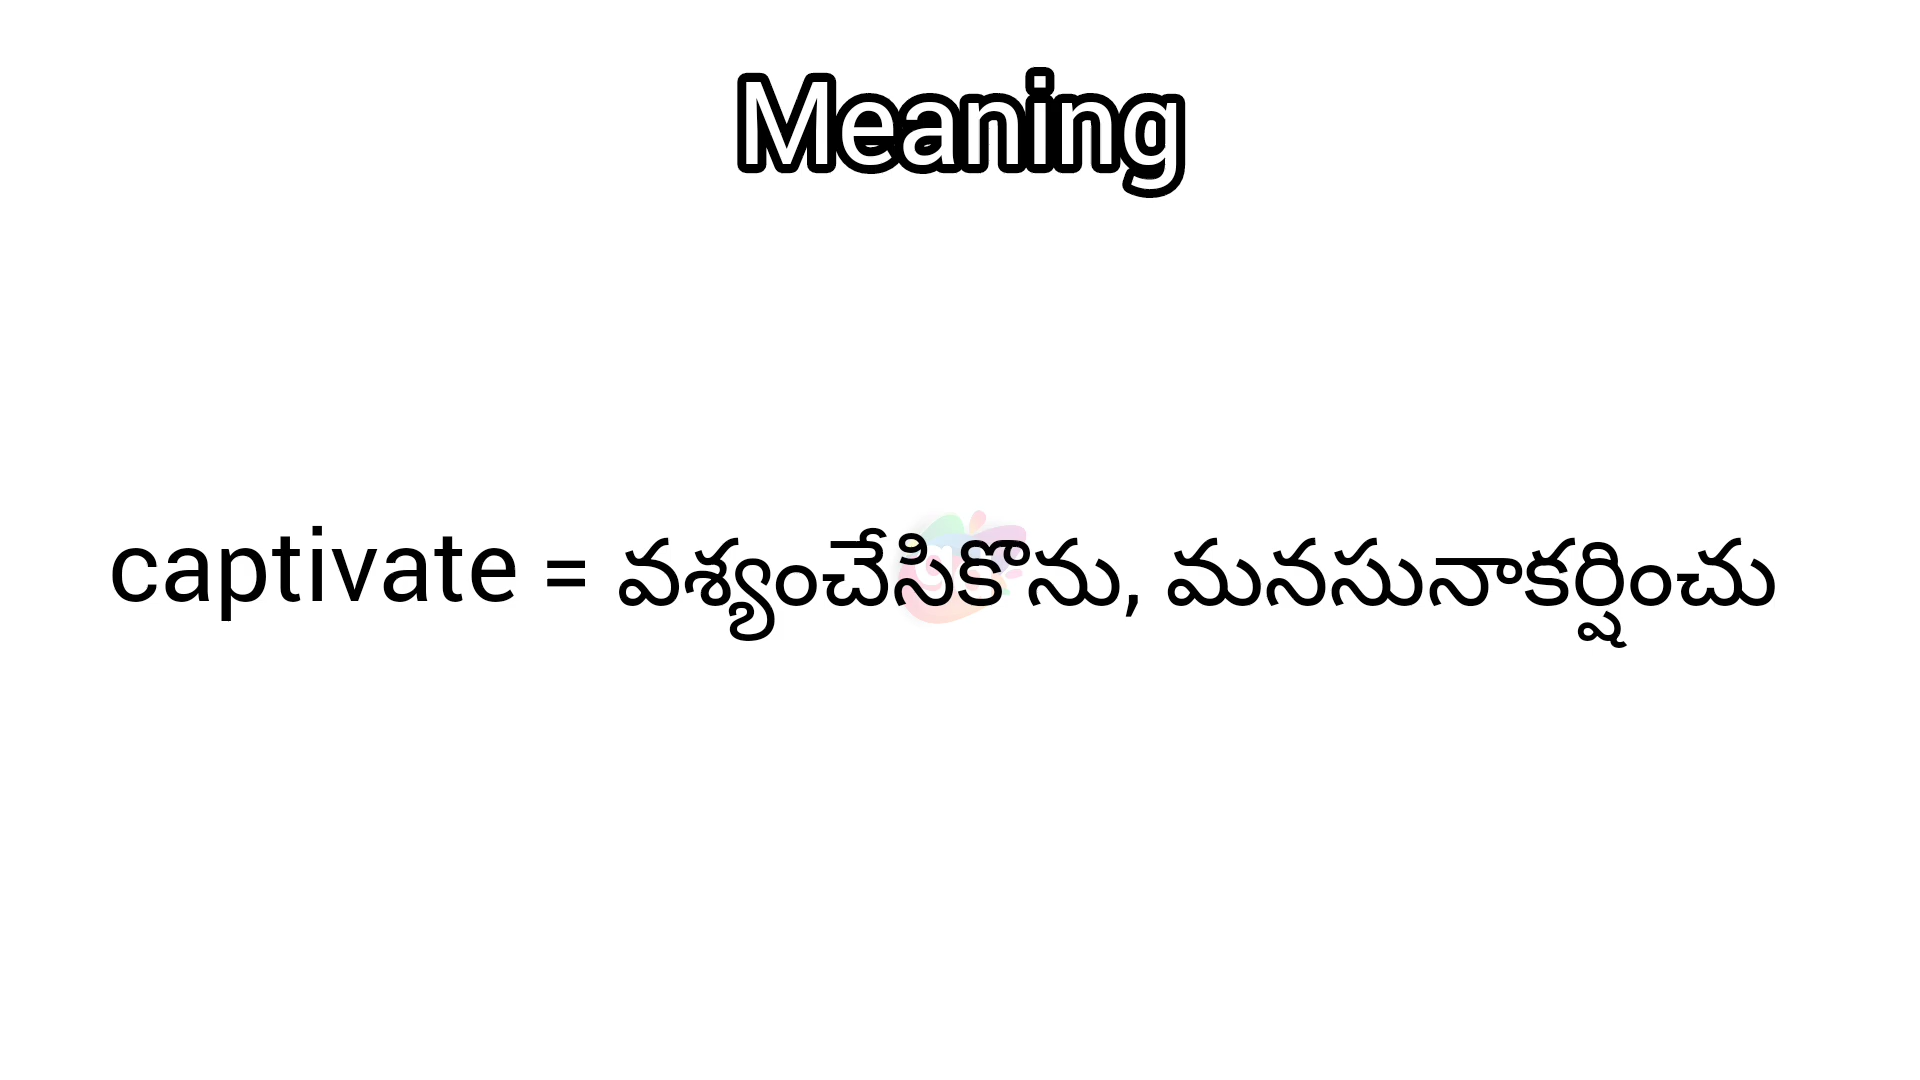 Meaning
captivate = వశ్యంచేసికొను, మనసునాకర్షించు